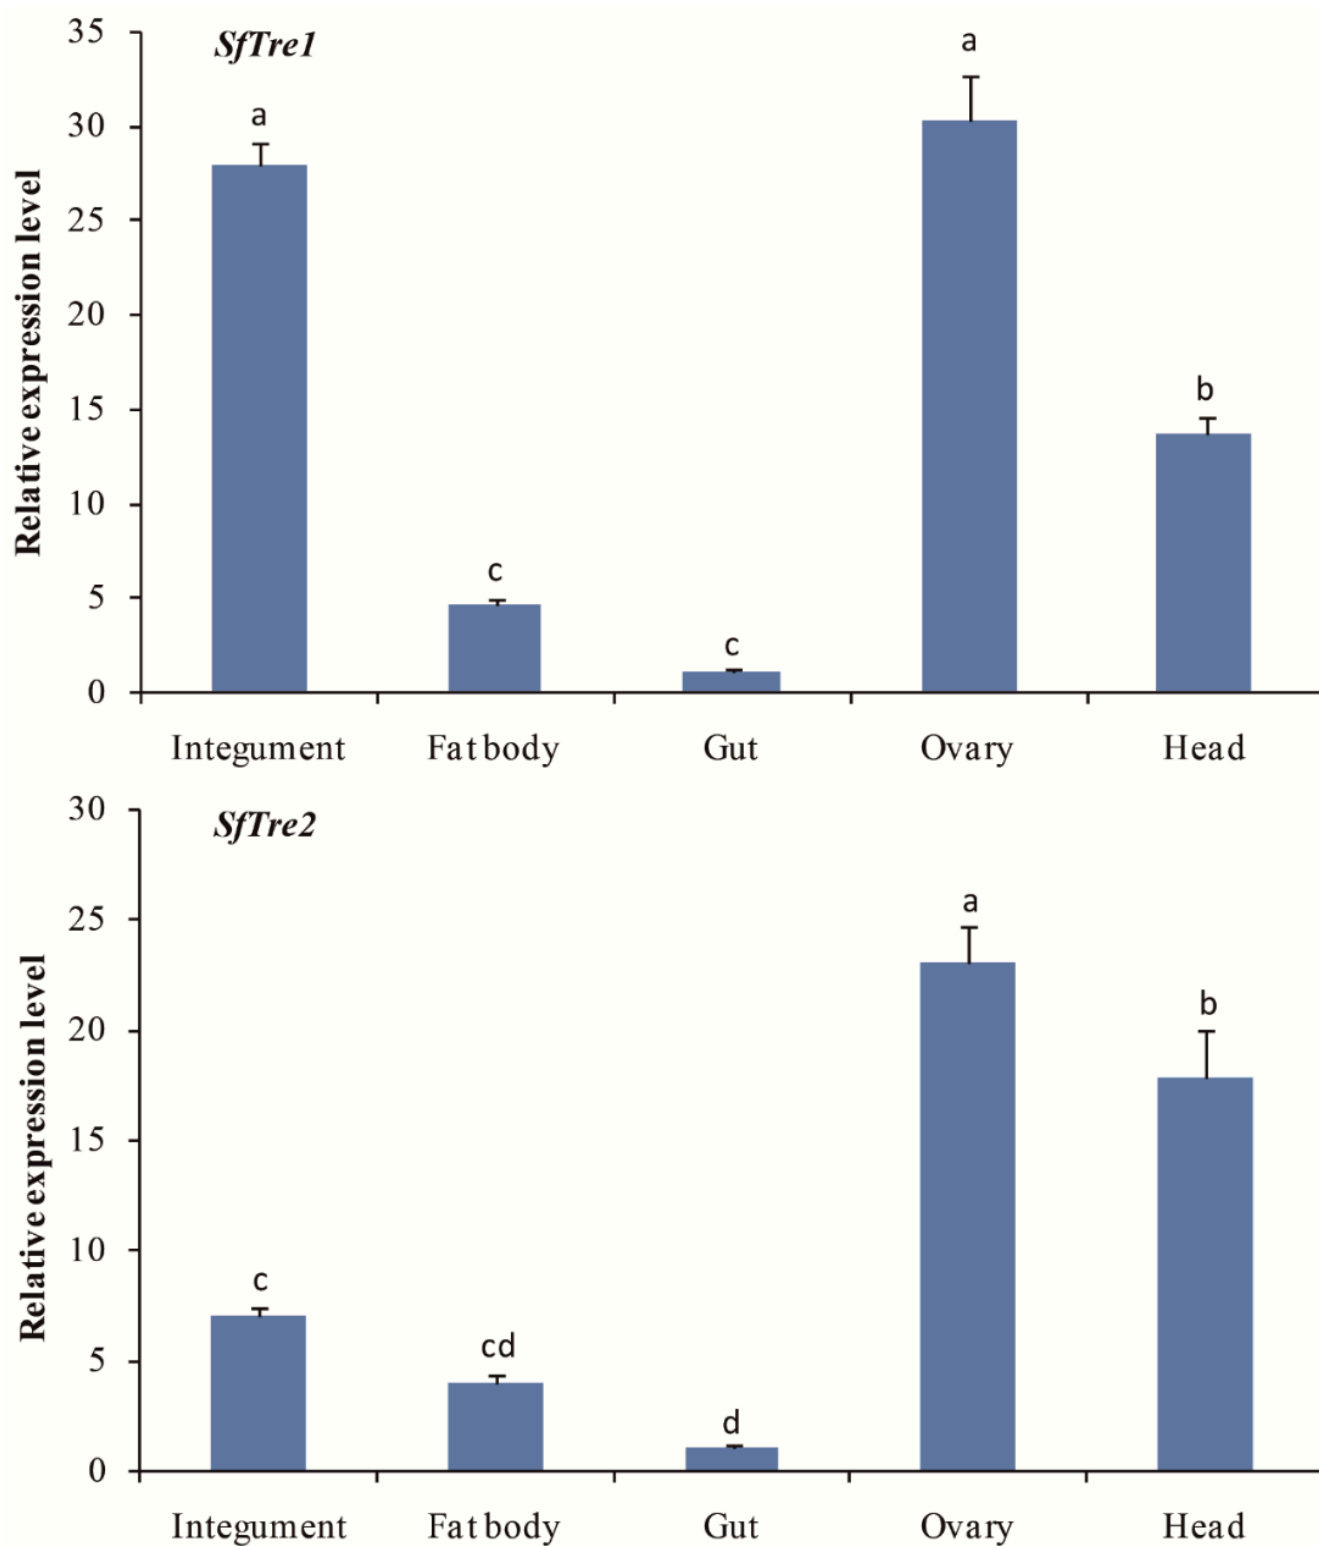 SfTre1
Relative expression level
35
30
25
20
15
10
5
0
a
c
c
a
b
Integument Fat body Gut Ovary Head
SfTre2
Relative expression level
30
25
20
15
10
5
0
c
cd
d
a
b
Integument Fat body Gut Ovary Head